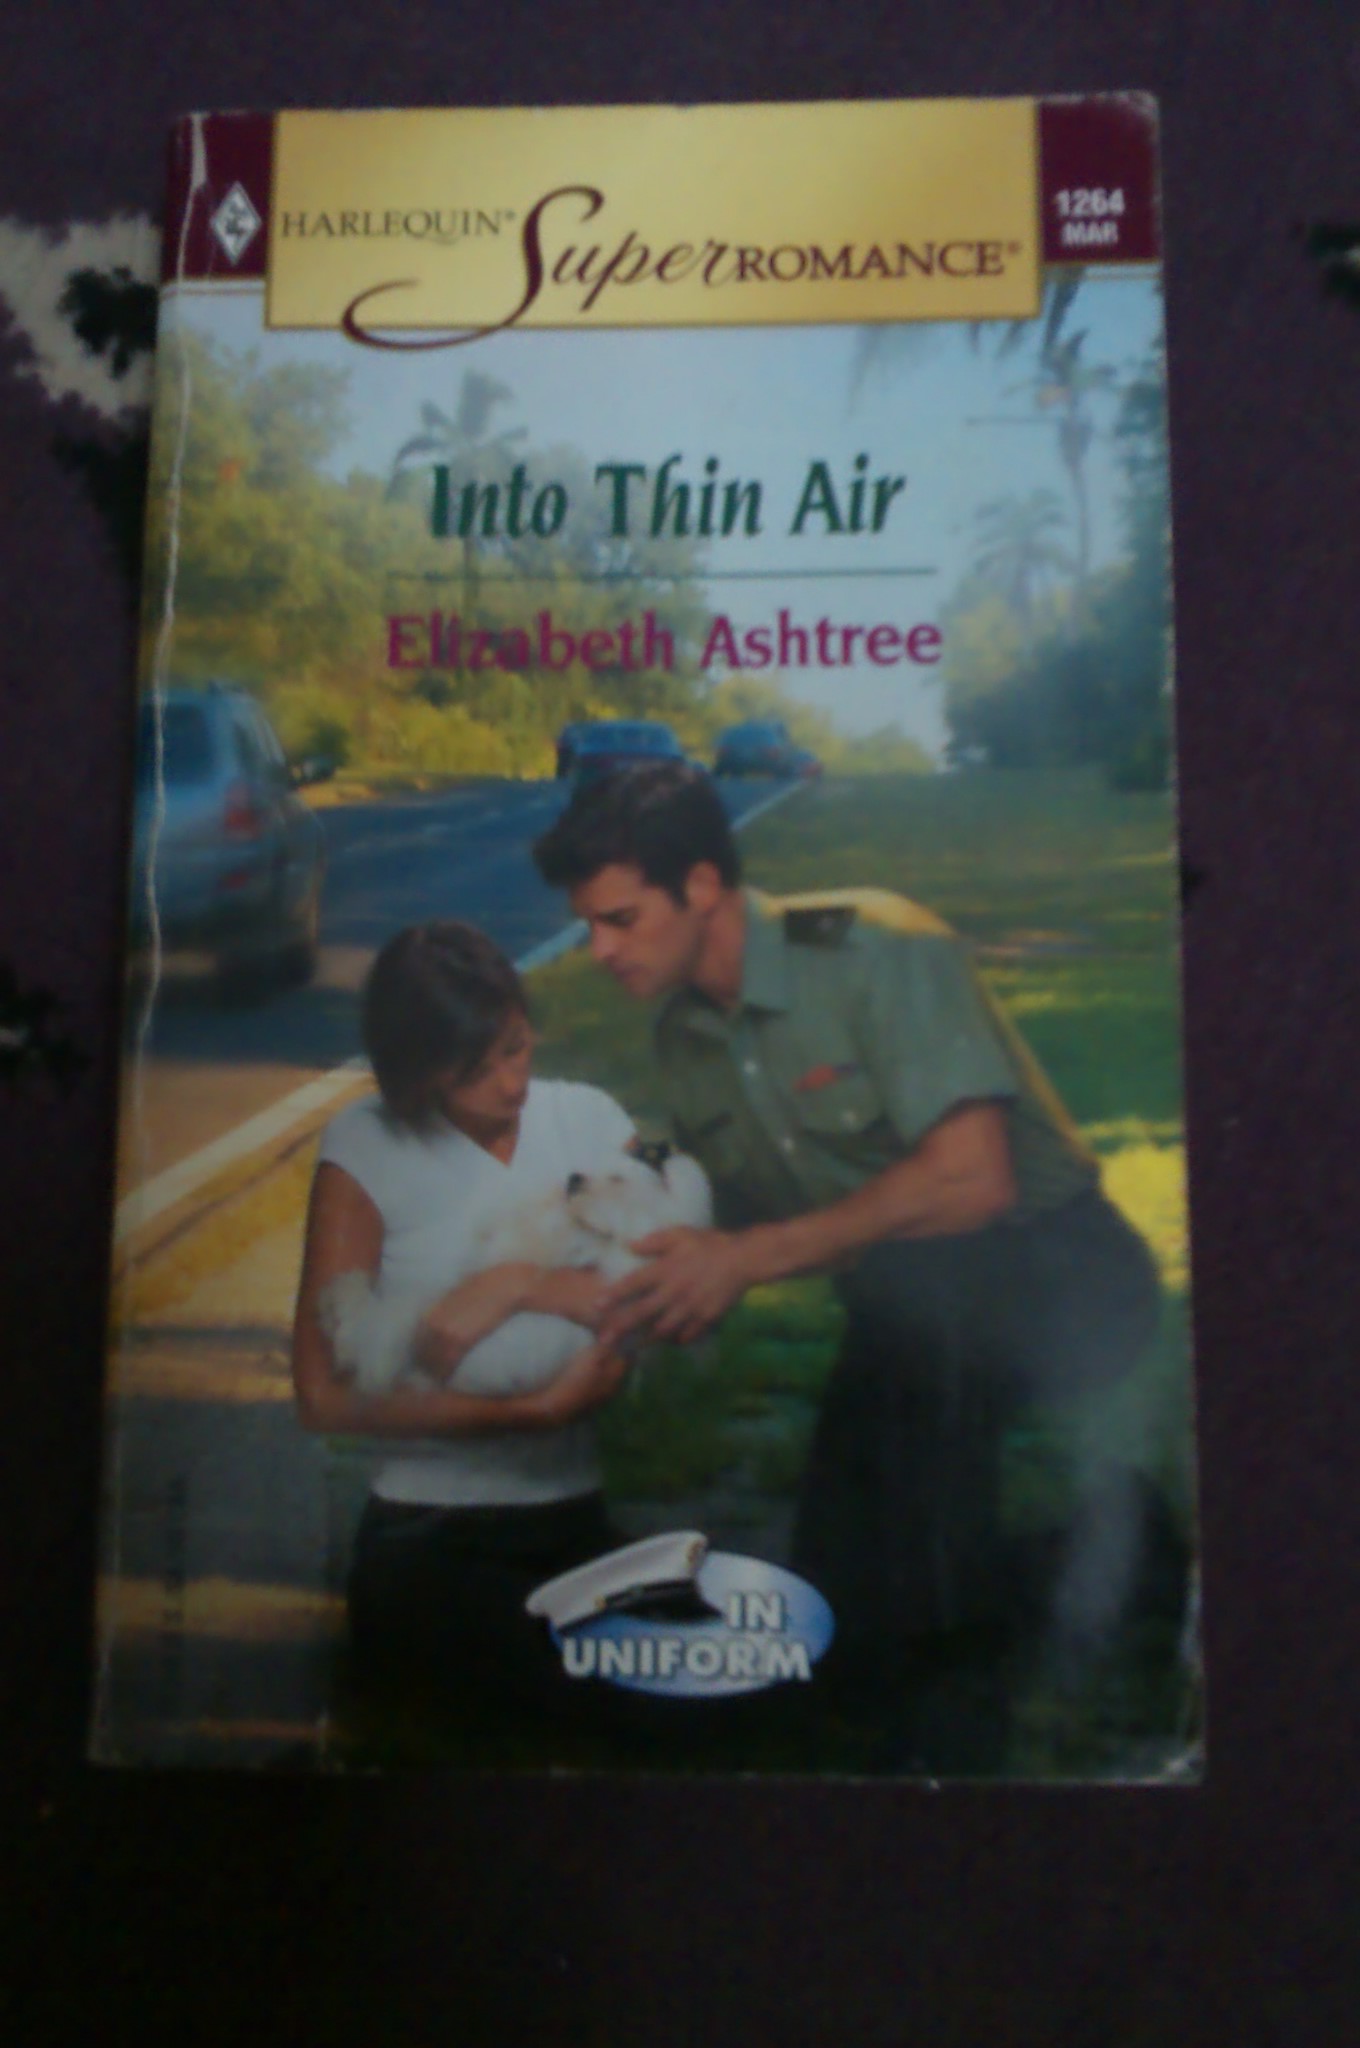 HARLEQUIN® SuperROMANCE®
1264
MAR
Into Thin Air
Elizabeth Ashtree
IN
UNIFORM